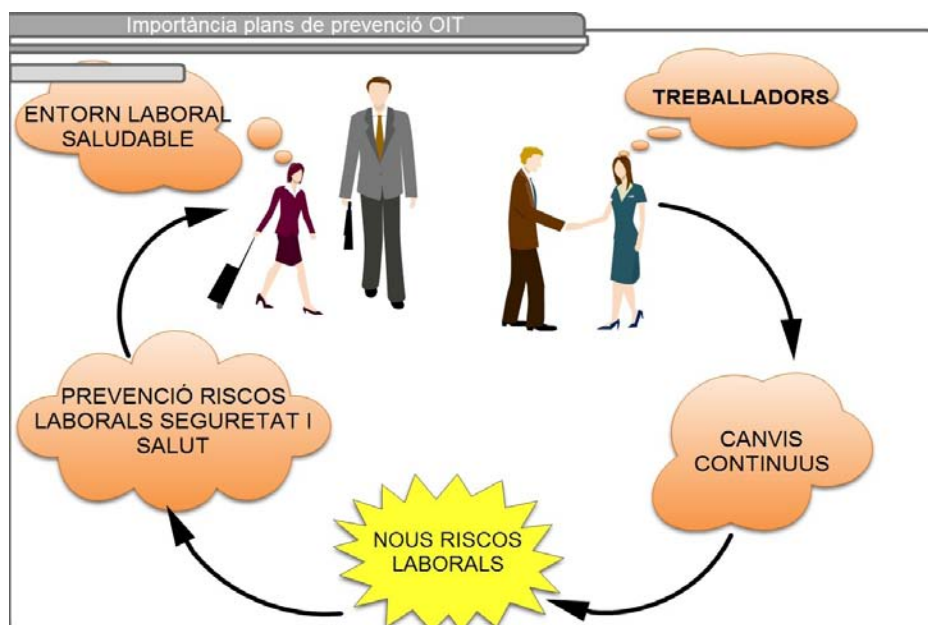 Importància plans de prevenció OIT
ENTORN LABORAL
SALUDABLE
TREBALLADORS
PREVENCIÓ RISCOS
LABORALS SEGURETAT I
SALUT
CANVIS
CONTINUUS
NOUS RISCOS
LABORALS